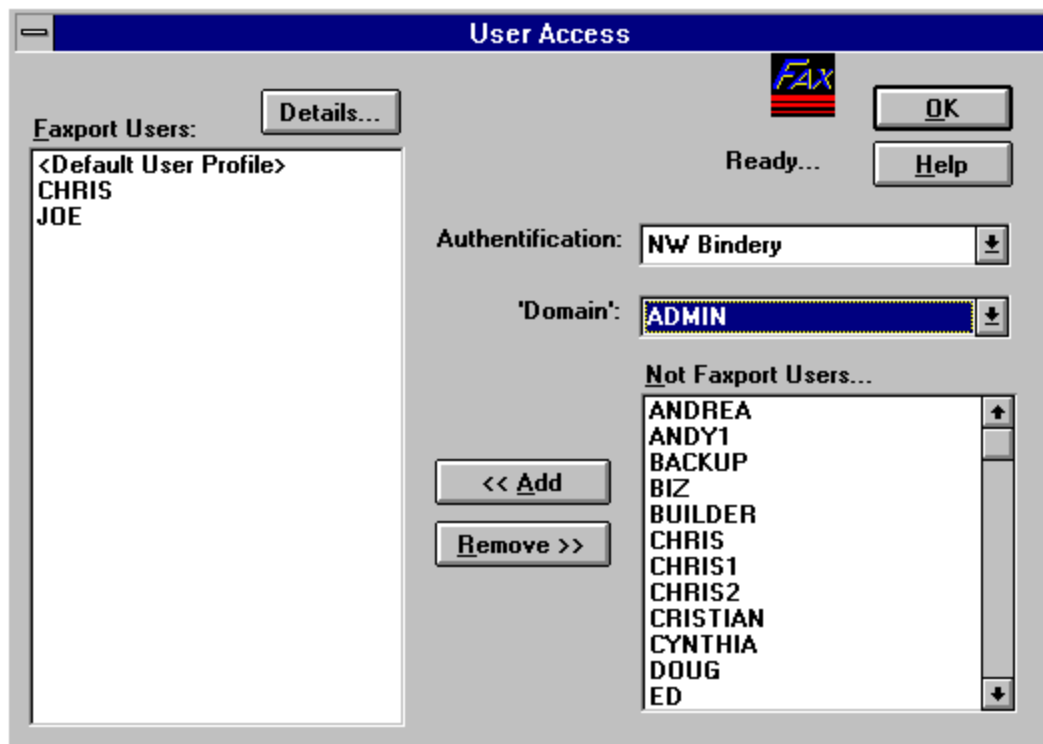 User Access
FAX
Details...
OK
Faxport Users:
Ready...
Help
<Default User Profile>
CHRIS
JOE
Authentification:
NW Bindery
'Domain':
ADMIN
Not Faxport Users...
ANDREA
ANDY1
BACKUP
BIZ
BUILDER
CHRIS
CHRIS1
CHRIS2
CRISTIAN
CYNTHIA
DOUG
ED
<< Add
Remove >>